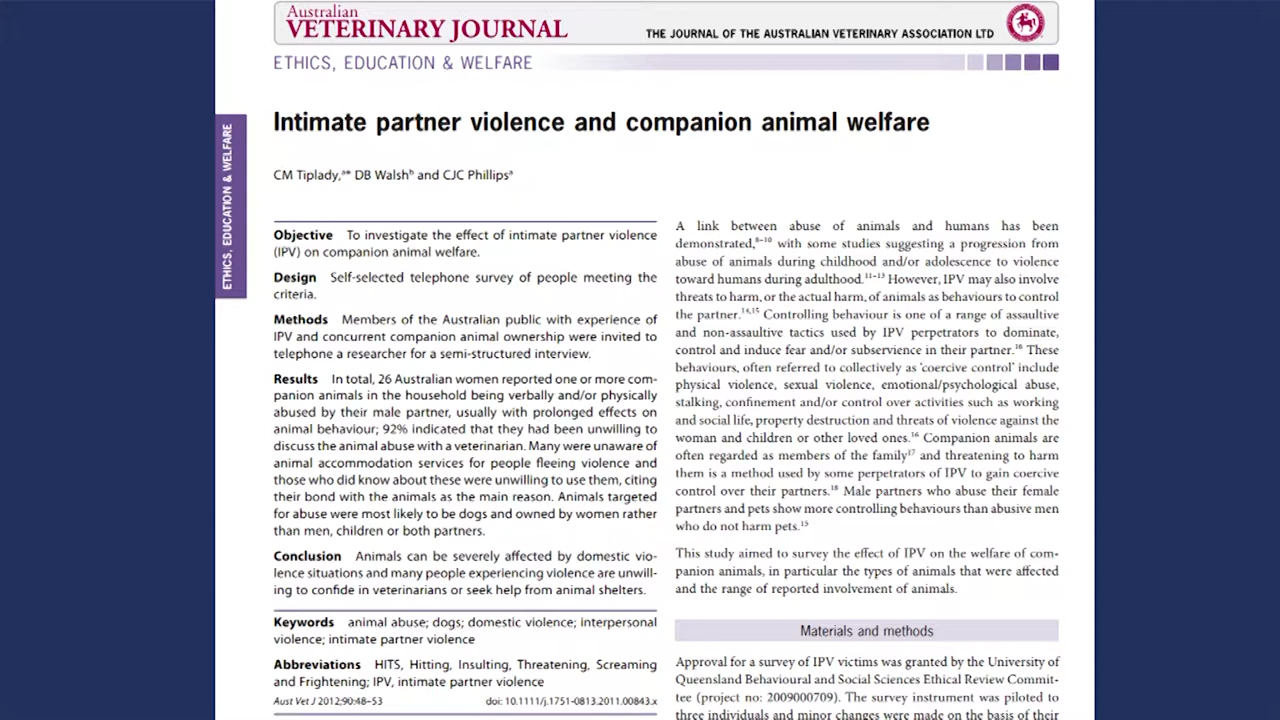 Australian
VETERINARY JOURNAL
THE JOURNAL OF THE AUSTRALIAN VETERINARY ASSOCIATION LTD
ETHICS, EDUCATION & WELFARE
ETHICS, EDUCATION & WELFARE
Intimate partner violence and companion animal welfare
CM Tiplady,ᵃ* DB Walshᵇ and CJC Phillipsᵃ
Objective To investigate the effect of intimate partner violence
(IPV) on companion animal welfare.
Design Self-selected telephone survey of people meeting the
criteria.
Methods Members of the Australian public with experience of
IPV and concurrent companion animal ownership were invited to
telephone a researcher for a semi-structured interview.
Results In total, 26 Australian women reported one or more com-
panion animals in the household being verbally and/or physically
abused by their male partner, usually with prolonged effects on
animal behaviour; 92% indicated that they had been unwilling to
discuss the animal abuse with a veterinarian. Many were unaware of
animal accommodation services for people fleeing violence and
those who did know about these were unwilling to use them, citing
their bond with the animals as the main reason. Animals targeted
for abuse were most likely to be dogs and owned by women rather
than men, children or both partners.
Conclusion Animals can be severely affected by domestic vio-
lence situations and many people experiencing violence are unwill-
ing to confide in veterinarians or seek help from animal shelters.
Keywords animal abuse; dogs; domestic violence; interpersonal
violence; intimate partner violence
Abbreviations HITS, Hitting, Insulting, Threatening, Screaming
and Frightening; IPV, intimate partner violence
Aust Vet J 2012;90:48–53 doi: 10.1111/j.1751-0813.2011.00843.x
A link between abuse of animals and humans has been
demonstrated,⁸⁻¹⁰ with some studies suggesting a progression from
abuse of animals during childhood and/or adolescence to violence
toward humans during adulthood.¹¹⁻¹³ However, IPV may also involve
threats to harm, or the actual harm, of animals as behaviours to control
the partner.¹⁴,¹⁵ Controlling behaviour is one of a range of assaultive
and non-assaultive tactics used by IPV perpetrators to dominate,
control and induce fear and/or subservience in their partner.¹⁶ These
behaviours, often referred to collectively as ‘coercive control’ include
physical violence, sexual violence, emotional/psychological abuse,
stalking, confinement and/or control over activities such as working
and social life, property destruction and threats of violence against the
woman and children or other loved ones.¹⁶ Companion animals are
often regarded as members of the family¹⁷ and threatening to harm
them is a method used by some perpetrators of IPV to gain coercive
control over their partners.¹⁸ Male partners who abuse their female
partners and pets show more controlling behaviours than abusive men
who do not harm pets.¹⁵
This study aimed to survey the effect of IPV on the welfare of com-
panion animals, in particular the types of animals that were affected
and the range of reported involvement of animals.
Materials and methods
Approval for a survey of IPV victims was granted by the University of
Queensland Behavioural and Social Sciences Ethical Review Commit-
tee (project no: 2009000709). The survey instrument was piloted to
three individuals and minor changes were made on the basis of their